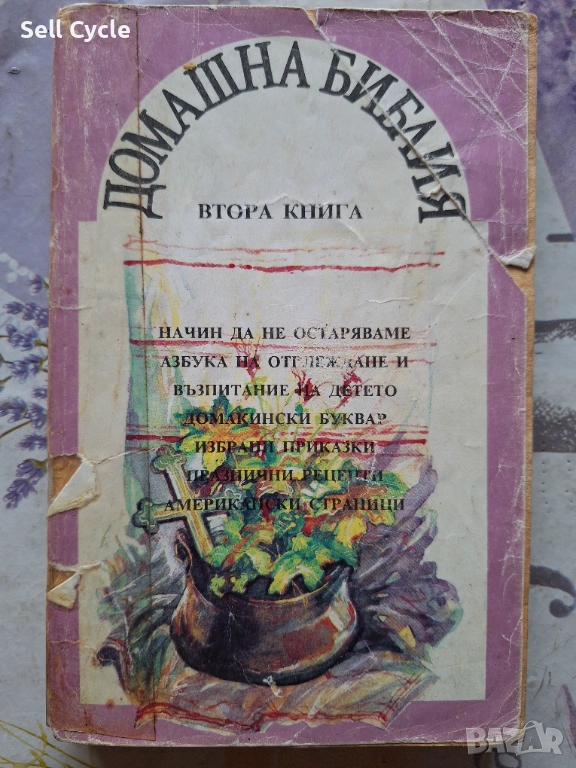 Sell Cycle
ДОМАШНА БИБЛИЯ
ВТОРА КНИГА
НАЧИН ДА НЕ ОСТАРЯВАМЕ
АЗБУКА НА ОТГЛЕЖДАНЕ И
ВЪЗПИТАНИЕ НА ДЕТЕТО
ДОМАКИНСКИ БУКВАР
ИЗБРАНИ ПРИКАЗКИ
ПРАЗНИЧНИ РЕЦЕПТИ
АМЕРИКАНСКИ СТРАНИЦИ
BAZAR